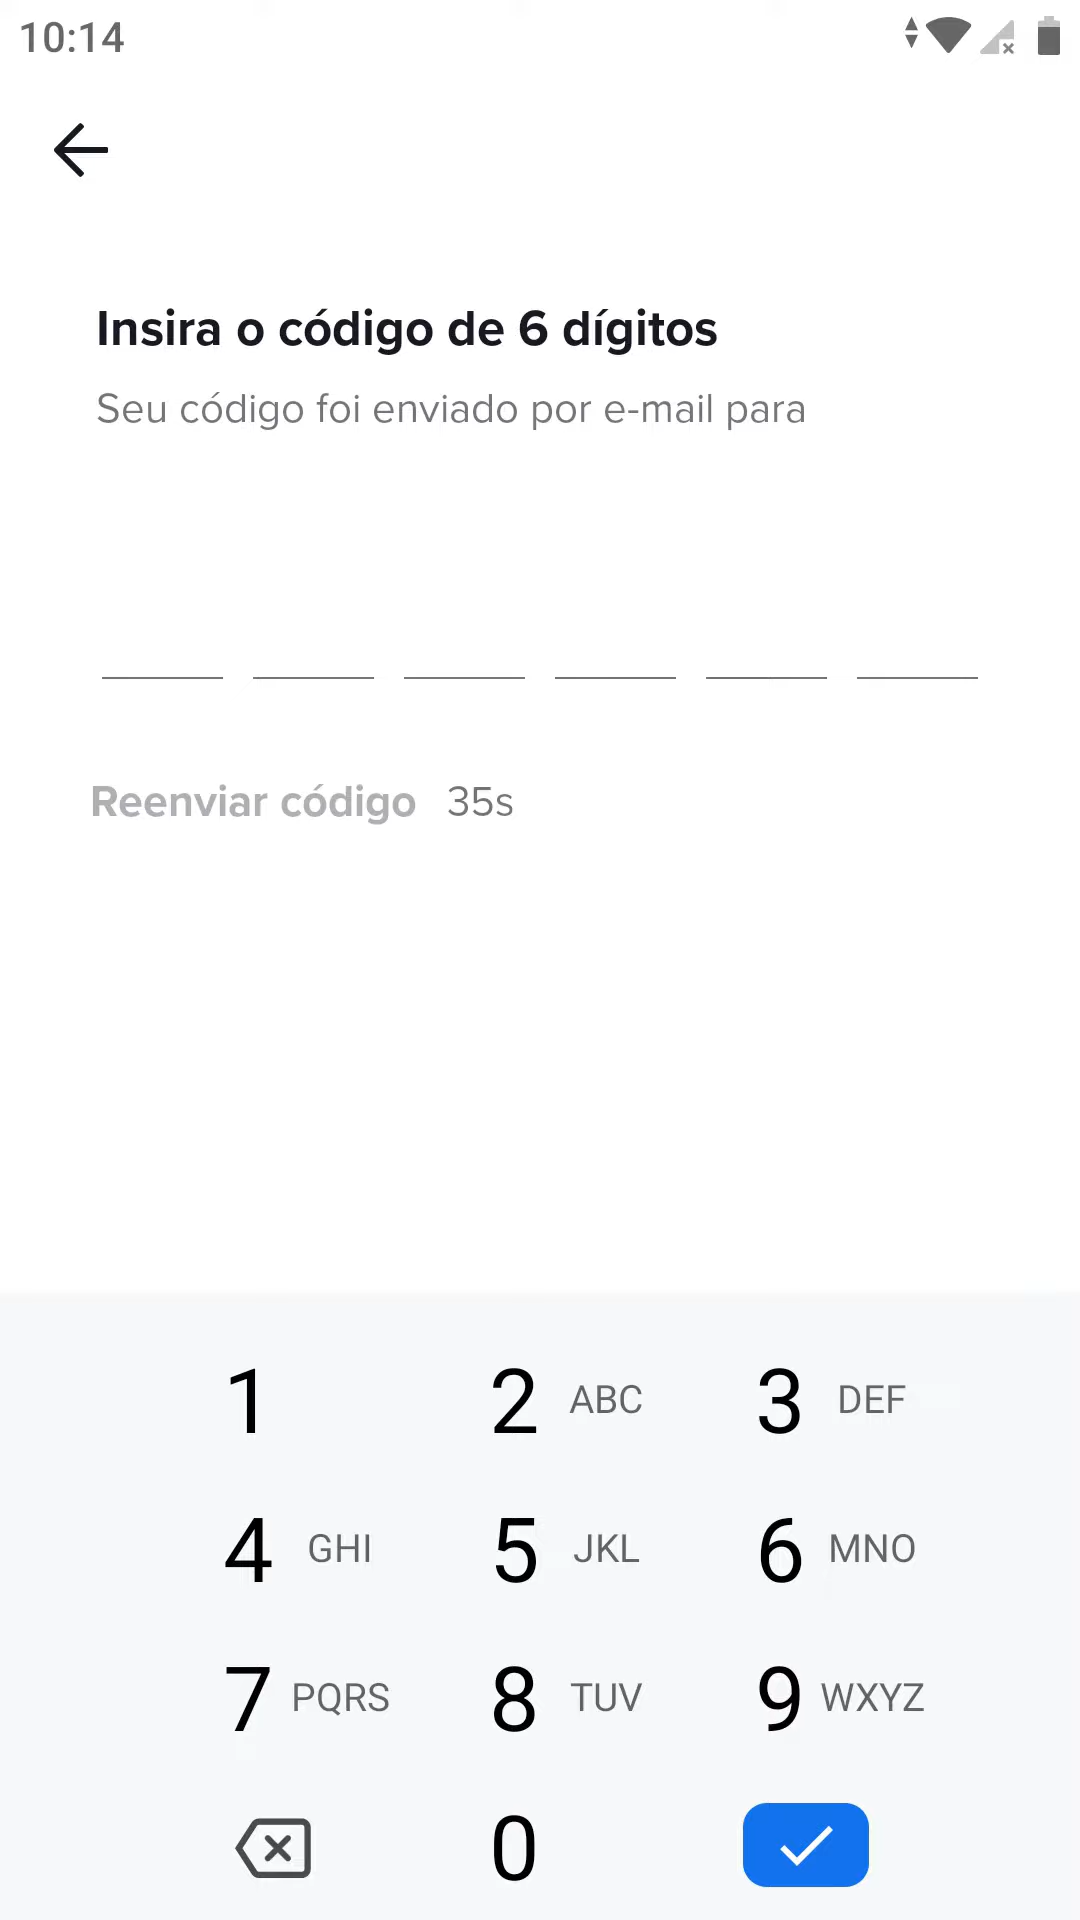 10:14
Insira o código de 6 dígitos
Seu código foi enviado por e-mail para
Reenviar código 35s
1 2 ABC 3 DEF
4 GHI 5 JKL 6 MNO
7 PQRS 8 TUV 9 WXYZ
0